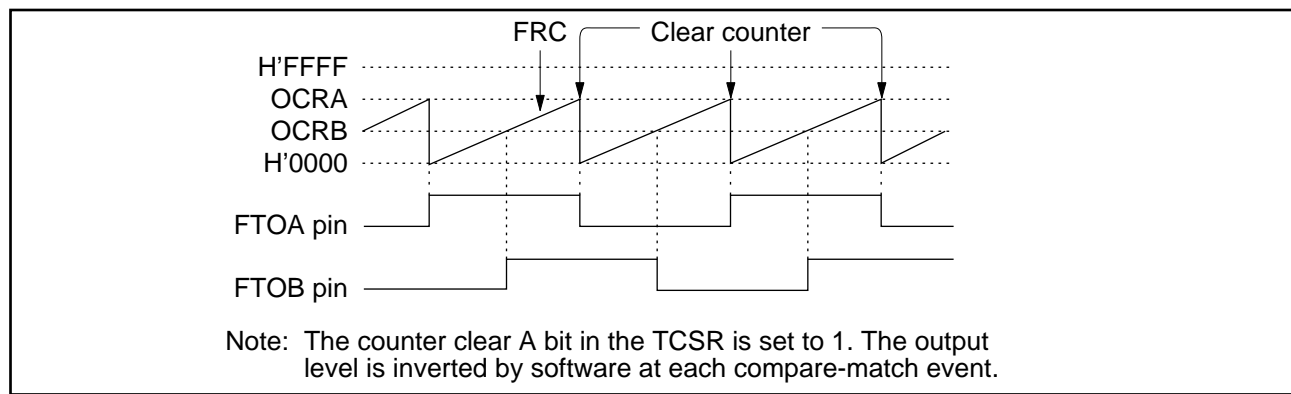 FRC Clear counter
H'FFFF
OCRA
OCRB
H'0000
FTOA pin
FTOB pin
Note: The counter clear A bit in the TCSR is set to 1. The output
level is inverted by software at each compare-match event.